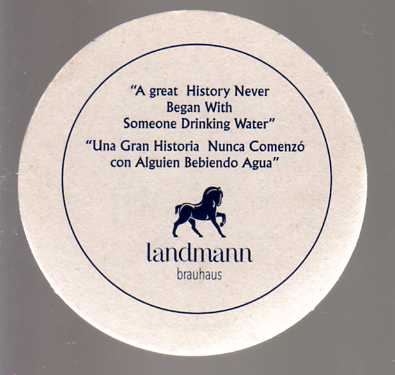 “A great History Never
Began With
Someone Drinking Water”
“Una Gran Historia Nunca Comenzó
con Alguien Bebiendo Agua”
landmann
brauhaus